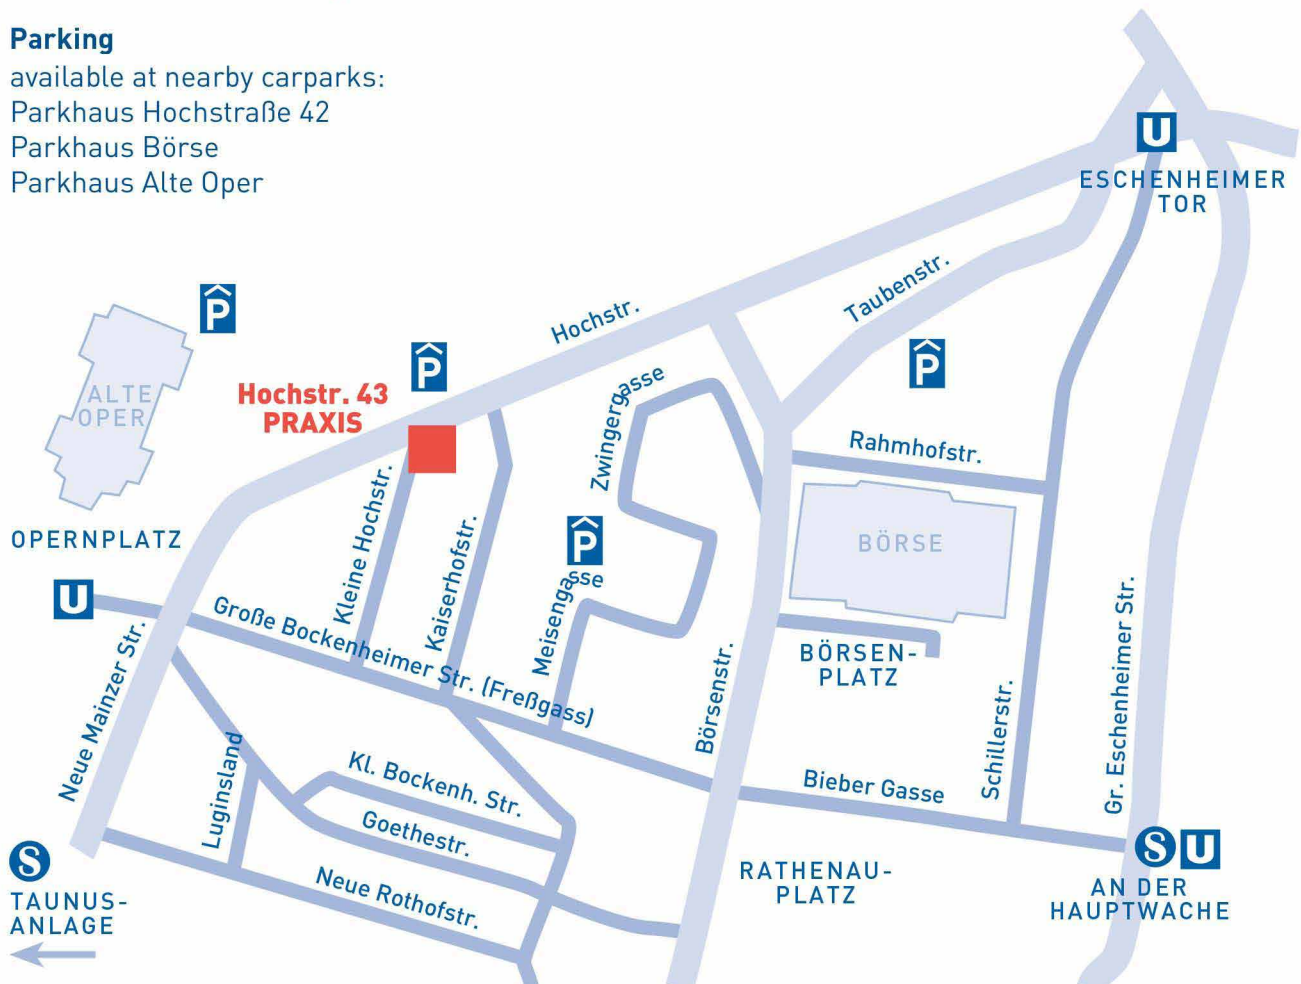 Parking
available at nearby carparks:
Parkhaus Hochstraße 42
Parkhaus Börse
Parkhaus Alte Oper
U
ESCHENHEIMER
TOR
P
ALTE
OPER
P
Hochstr. 43
PRAXIS
Hochstr.
Taubenstr.
P
Zwingergasse
Rahmhofstr.
BÖRSE
OPERNPLATZ
U
Kleine Hochstr.
Kaiserhofstr.
P
Meisengasse
Große Bockenheimer Str. (Freßgass)
Neue Mainzer Str.
Börsenstr.
BÖRSEN-
PLATZ
Schillerstr.
Gr. Eschenheimer Str.
Luginsland
Kl. Bockenh. Str.
Goethestr.
Neue Rothofstr.
Bieber Gasse
S
TAUNUS-
ANLAGE
RATHENAU-
PLATZ
S U
AN DER
HAUPTWACHE